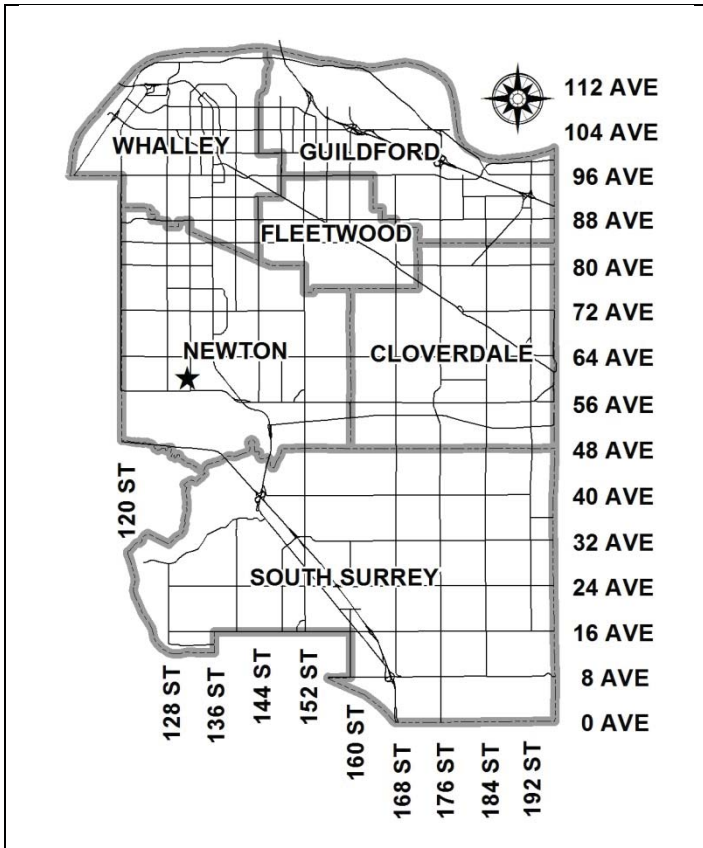 112 AVE
104 AVE
WHALLEY
GUILDFORD
96 AVE
88 AVE
FLEETWOOD
80 AVE
72 AVE
NEWTON
CLOVERDALE
64 AVE
56 AVE
48 AVE
120 ST
40 AVE
32 AVE
SOUTH SURREY
24 AVE
16 AVE
128 ST
136 ST
144 ST
152 ST
8 AVE
160 ST
0 AVE
168 ST
176 ST
184 ST
192 ST